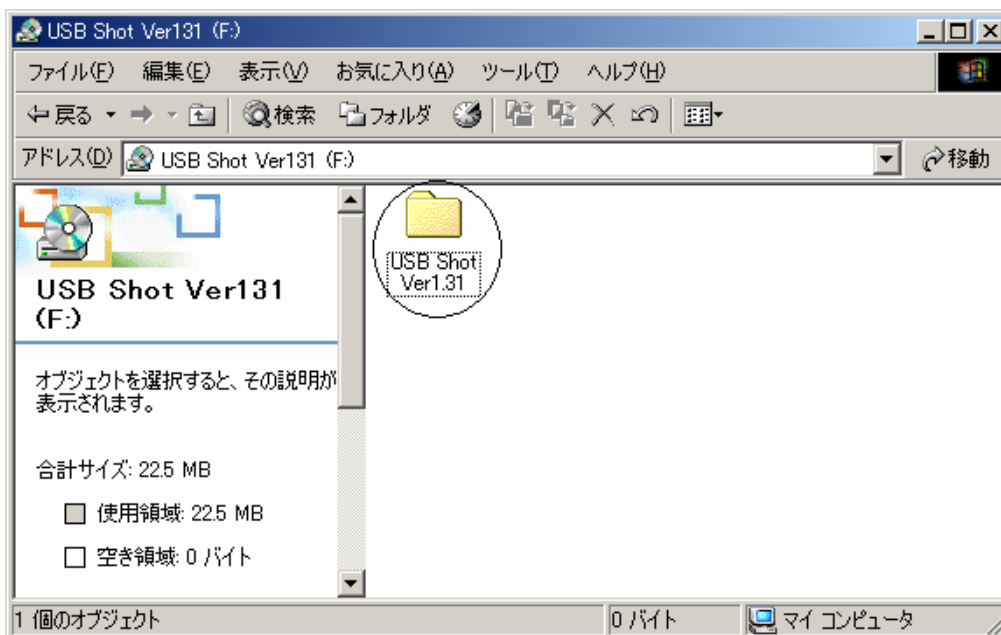 USB Shot Ver131 (F:)
ファイル(F) 編集(E) 表示(V) お気に入り(A) ツール(T) ヘルプ(H)
戻る 検索 フォルダ
アドレス(D) USB Shot Ver131 (F:) 移動
USB Shot
Ver1.31
USB Shot Ver131
(F:)
オブジェクトを選択すると、その説明が
表示されます。
合計サイズ: 22.5 MB
使用領域: 22.5 MB
空き領域: 0 バイト
1 個のオブジェクト 0 バイト マイ コンピュータ